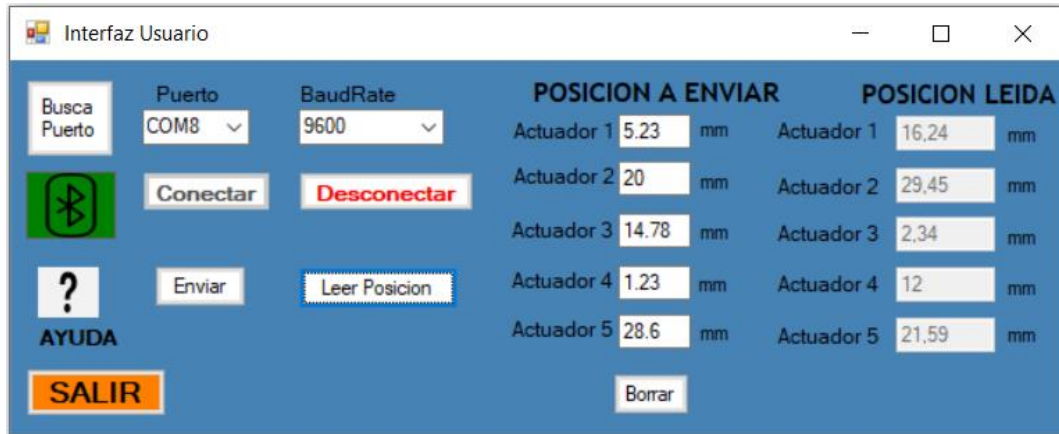 Interfaz Usuario
Busca
Puerto
Puerto
COM8
BaudRate
9600
Conectar
Desconectar
Enviar
Leer Posicion
?
AYUDA
SALIR
POSICION A ENVIAR
Actuador 1 5.23 mm
Actuador 2 20 mm
Actuador 3 14.78 mm
Actuador 4 1.23 mm
Actuador 5 28.6 mm
Borrar
POSICION LEIDA
Actuador 1 16,24 mm
Actuador 2 29,45 mm
Actuador 3 2,34 mm
Actuador 4 12 mm
Actuador 5 21,59 mm